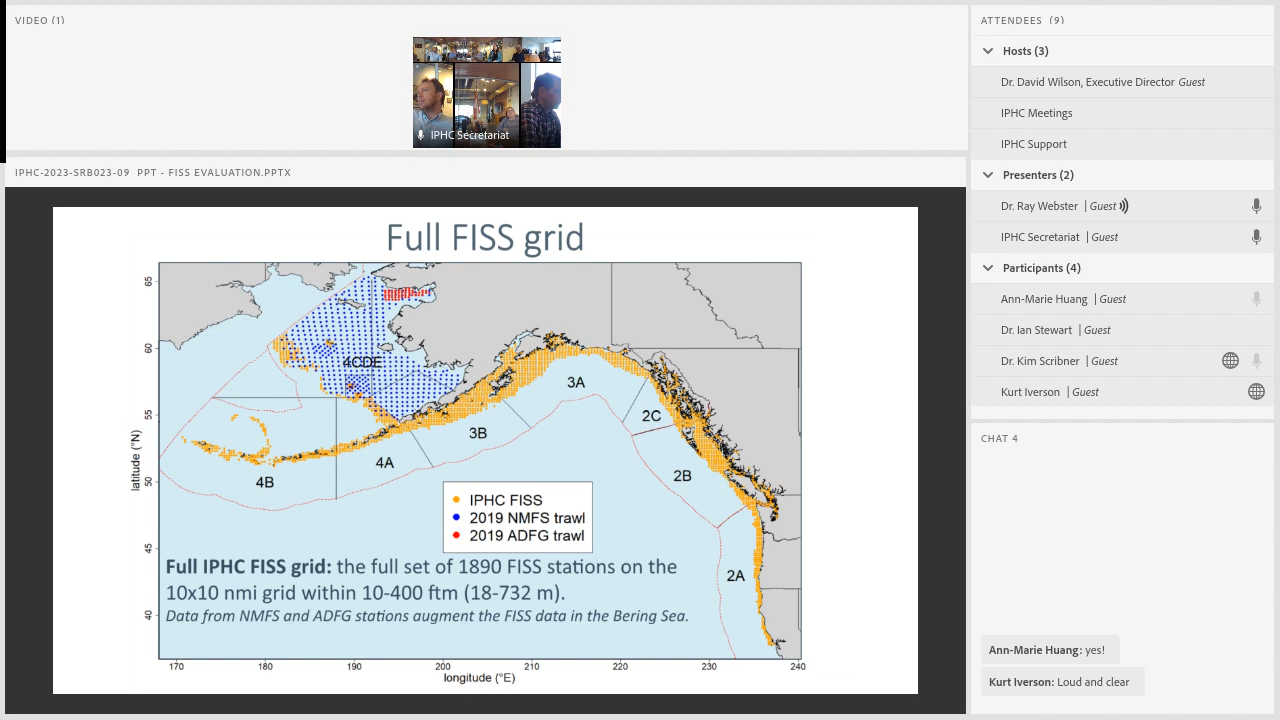 VIDEO (1)
IPHC Secretariat
IPHC-2023-SRB023-09 PPT - FISS EVALUATION.PPTX
Full FISS grid
65
60
55
50
45
40
latitude (°N)
4CDE
3A
2C
3B
4A
4B
2B
2A
IPHC FISS
2019 NMFS trawl
2019 ADFG trawl
Full IPHC FISS grid: the full set of 1890 FISS stations on the
10x10 nmi grid within 10-400 ftm (18-732 m).
Data from NMFS and ADFG stations augment the FISS data in the Bering Sea.
170 180 190 200 210 220 230 240
longitude (°E)
ATTENDEES (9)
Hosts (3)
Dr. David Wilson, Executive Director Guest
IPHC Meetings
IPHC Support
Presenters (2)
Dr. Ray Webster | Guest
IPHC Secretariat | Guest
Participants (4)
Ann-Marie Huang | Guest
Dr. Ian Stewart | Guest
Dr. Kim Scribner | Guest
Kurt Iverson | Guest
CHAT 4
Ann-Marie Huang: yes!
Kurt Iverson: Loud and clear